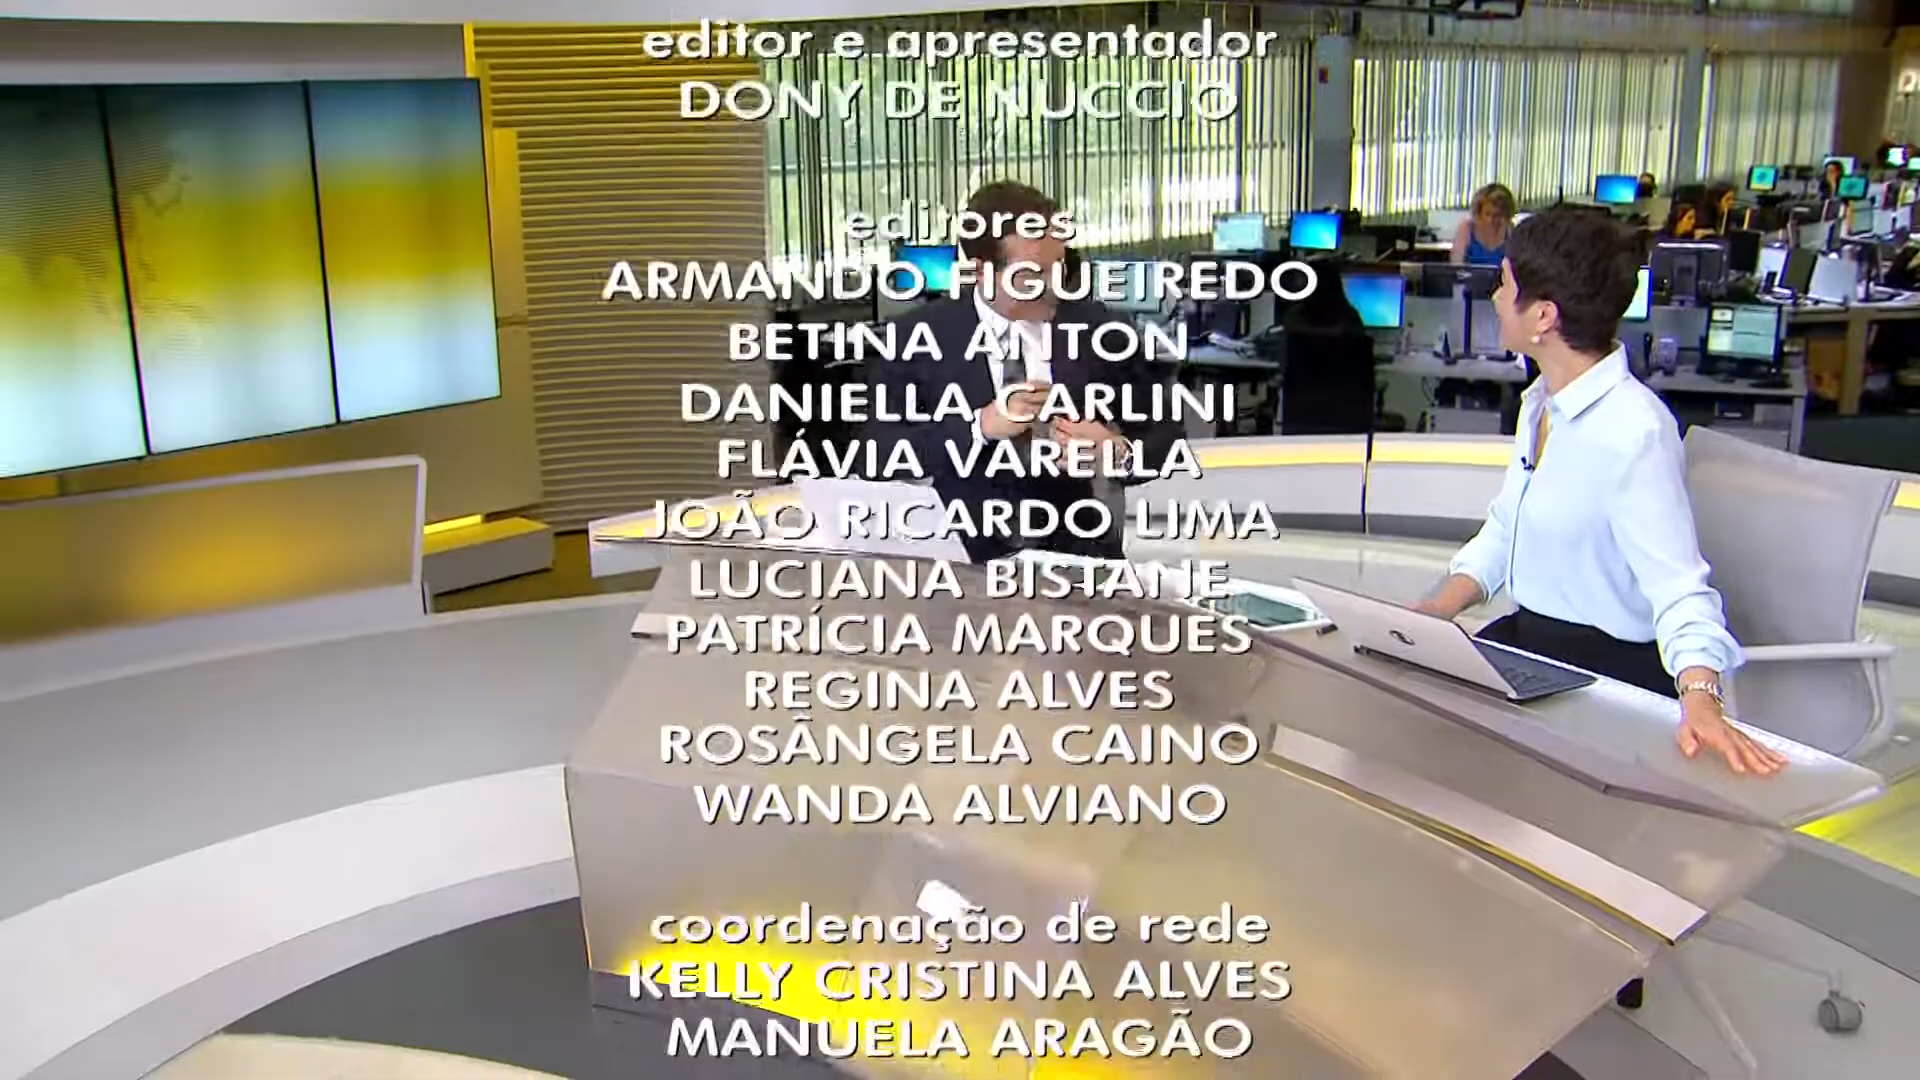 editor e apresentador
DONY DE NUCCIO
editores
ARMANDO FIGUEIREDO
BETINA ANTON
DANIELLA CARLINI
FLÁVIA VARELLA
JOÃO RICARDO LIMA
LUCIANA BISTANE
PATRÍCIA MARQUES
REGINA ALVES
ROSÂNGELA CAINO
WANDA ALVIANO
coordenação de rede
KELLY CRISTINA ALVES
MANUELA ARAGÃO